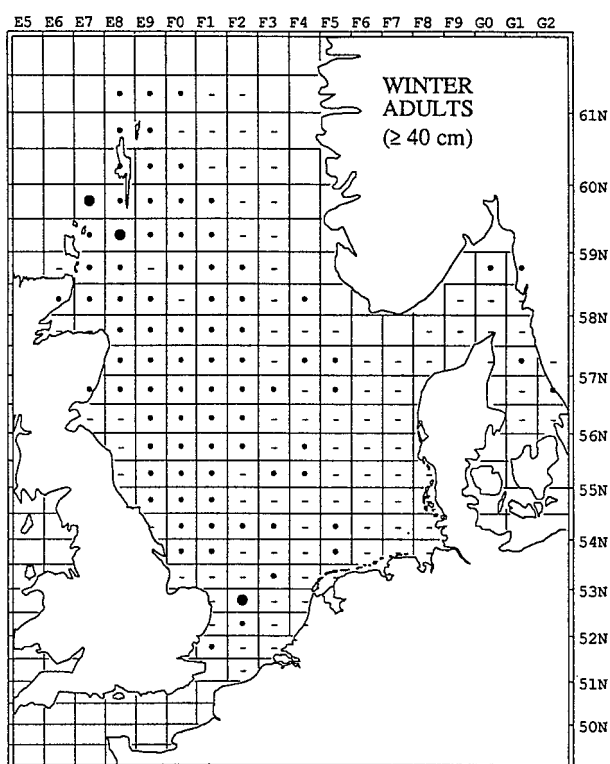 E5 E6 E7 E8 E9 F0 F1 F2 F3 F4 F5 F6 F7 F8 F9 G0 G1 G2
WINTER
ADULTS
(≥ 40 cm)
61N
60N
59N
58N
57N
56N
55N
54N
53N
52N
51N
50N